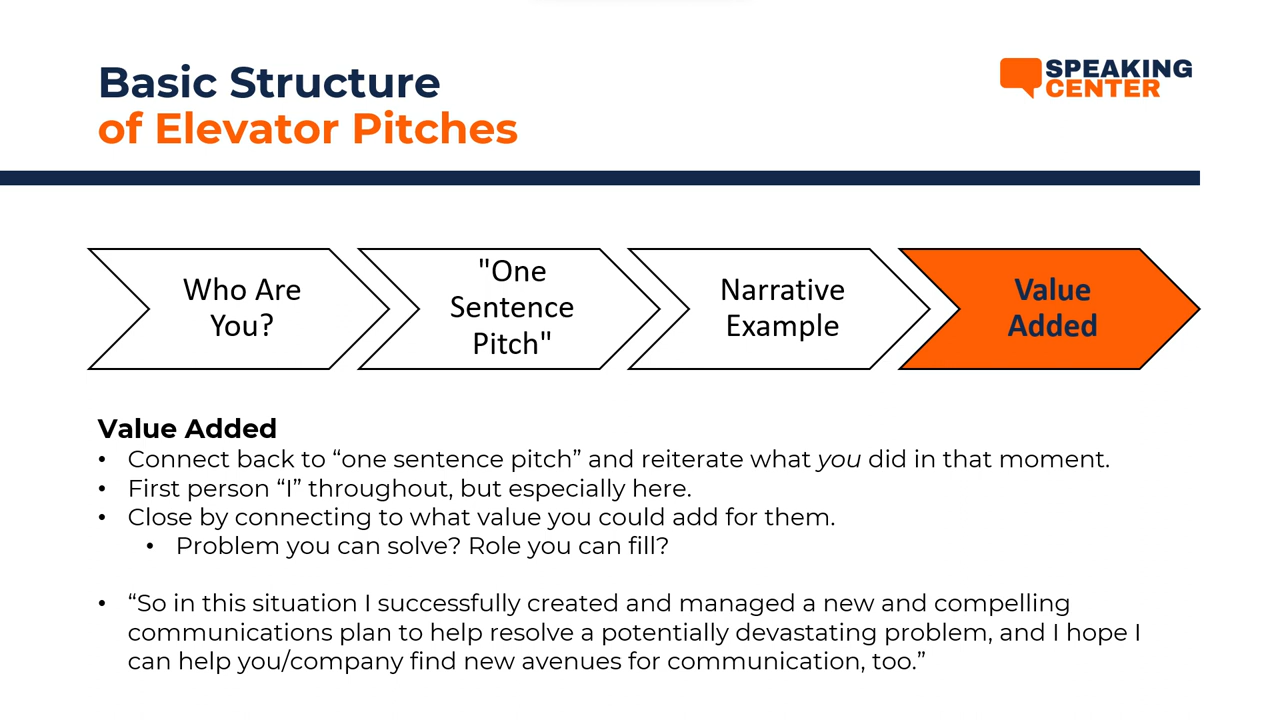 Basic Structure
of Elevator Pitches
SPEAKING
CENTER
Who Are
You?
"One
Sentence
Pitch"
Narrative
Example
Value
Added
Value Added
• Connect back to “one sentence pitch” and reiterate what you did in that moment.
• First person “I” throughout, but especially here.
• Close by connecting to what value you could add for them.
• Problem you can solve? Role you can fill?
• “So in this situation I successfully created and managed a new and compelling
communications plan to help resolve a potentially devastating problem, and I hope I
can help you/company find new avenues for communication, too.”